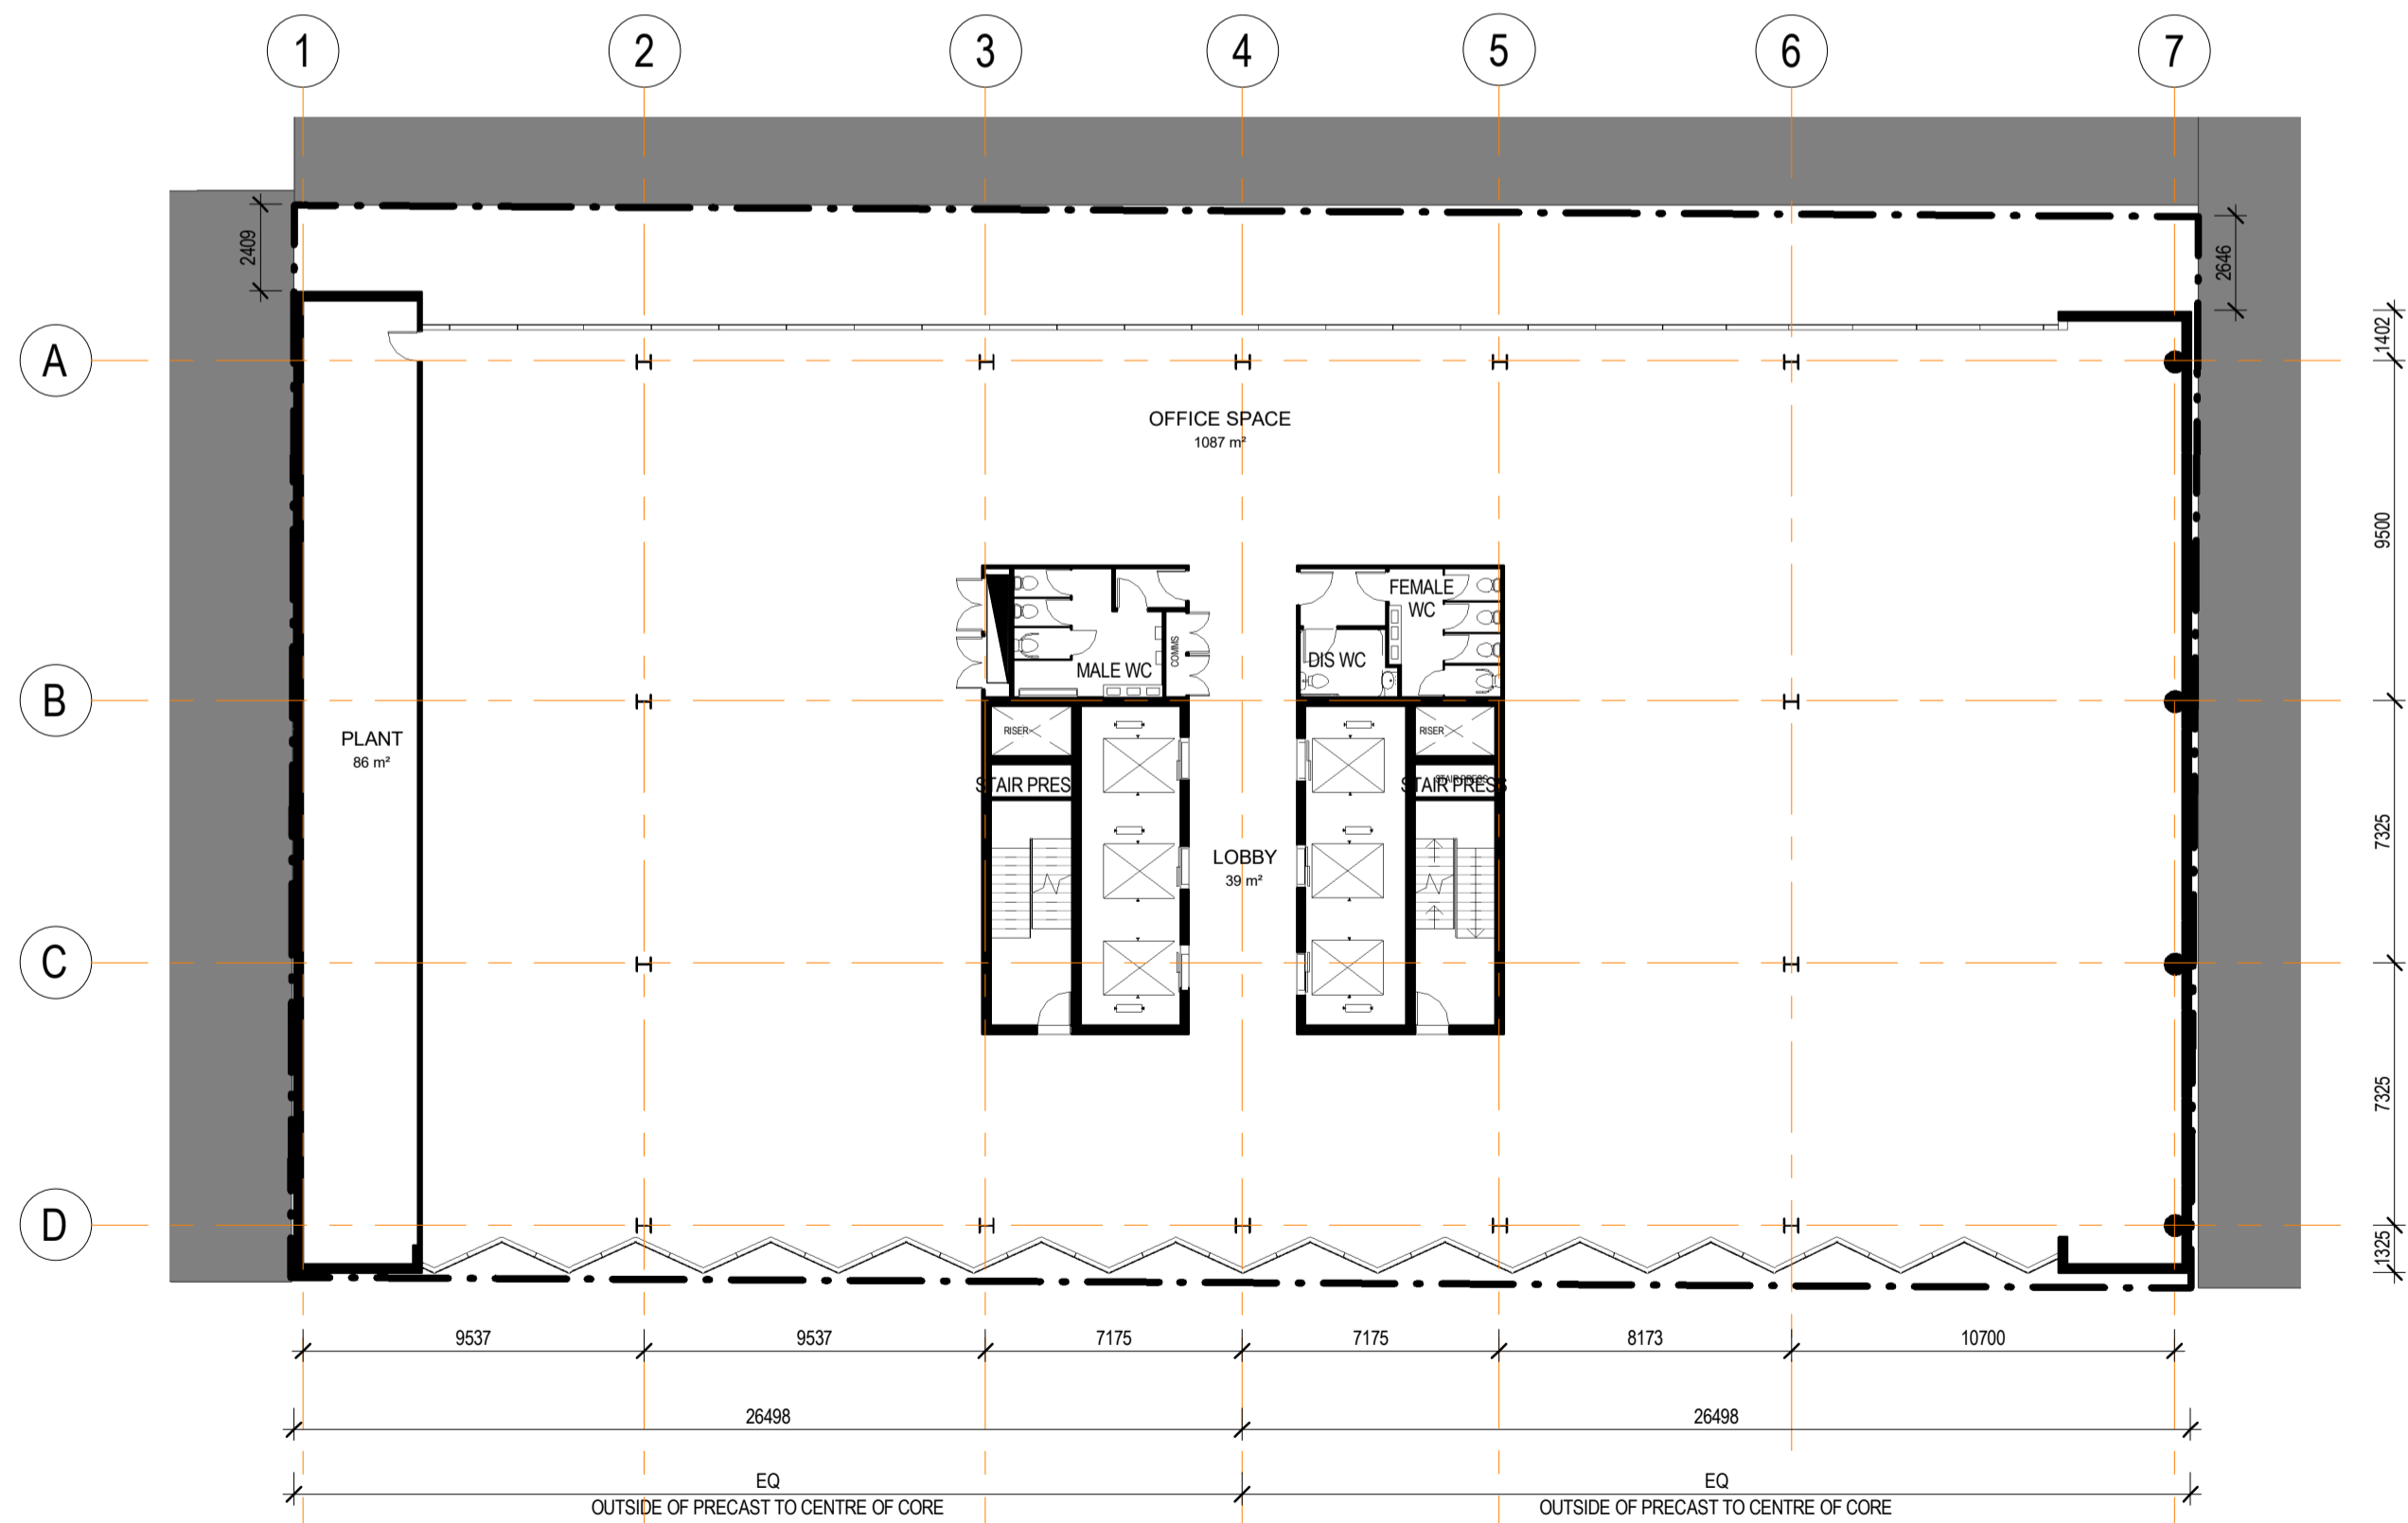 1 2 3 4 5 6 7
2409
2646
1402
A
OFFICE SPACE
1087 m²
9500
FEMALE
WC
COMMS
DIS WC
MALE WC
B
RISER
RISER
PLANT
86 m²
STAIR PRES
STAIR PRESS
STAIR PRESS
7325
LOBBY
39 m²
C
7325
D
1325
9537 9537 7175 7175 8173 10700
26498 26498
EQ EQ
OUTSIDE OF PRECAST TO CENTRE OF CORE OUTSIDE OF PRECAST TO CENTRE OF CORE